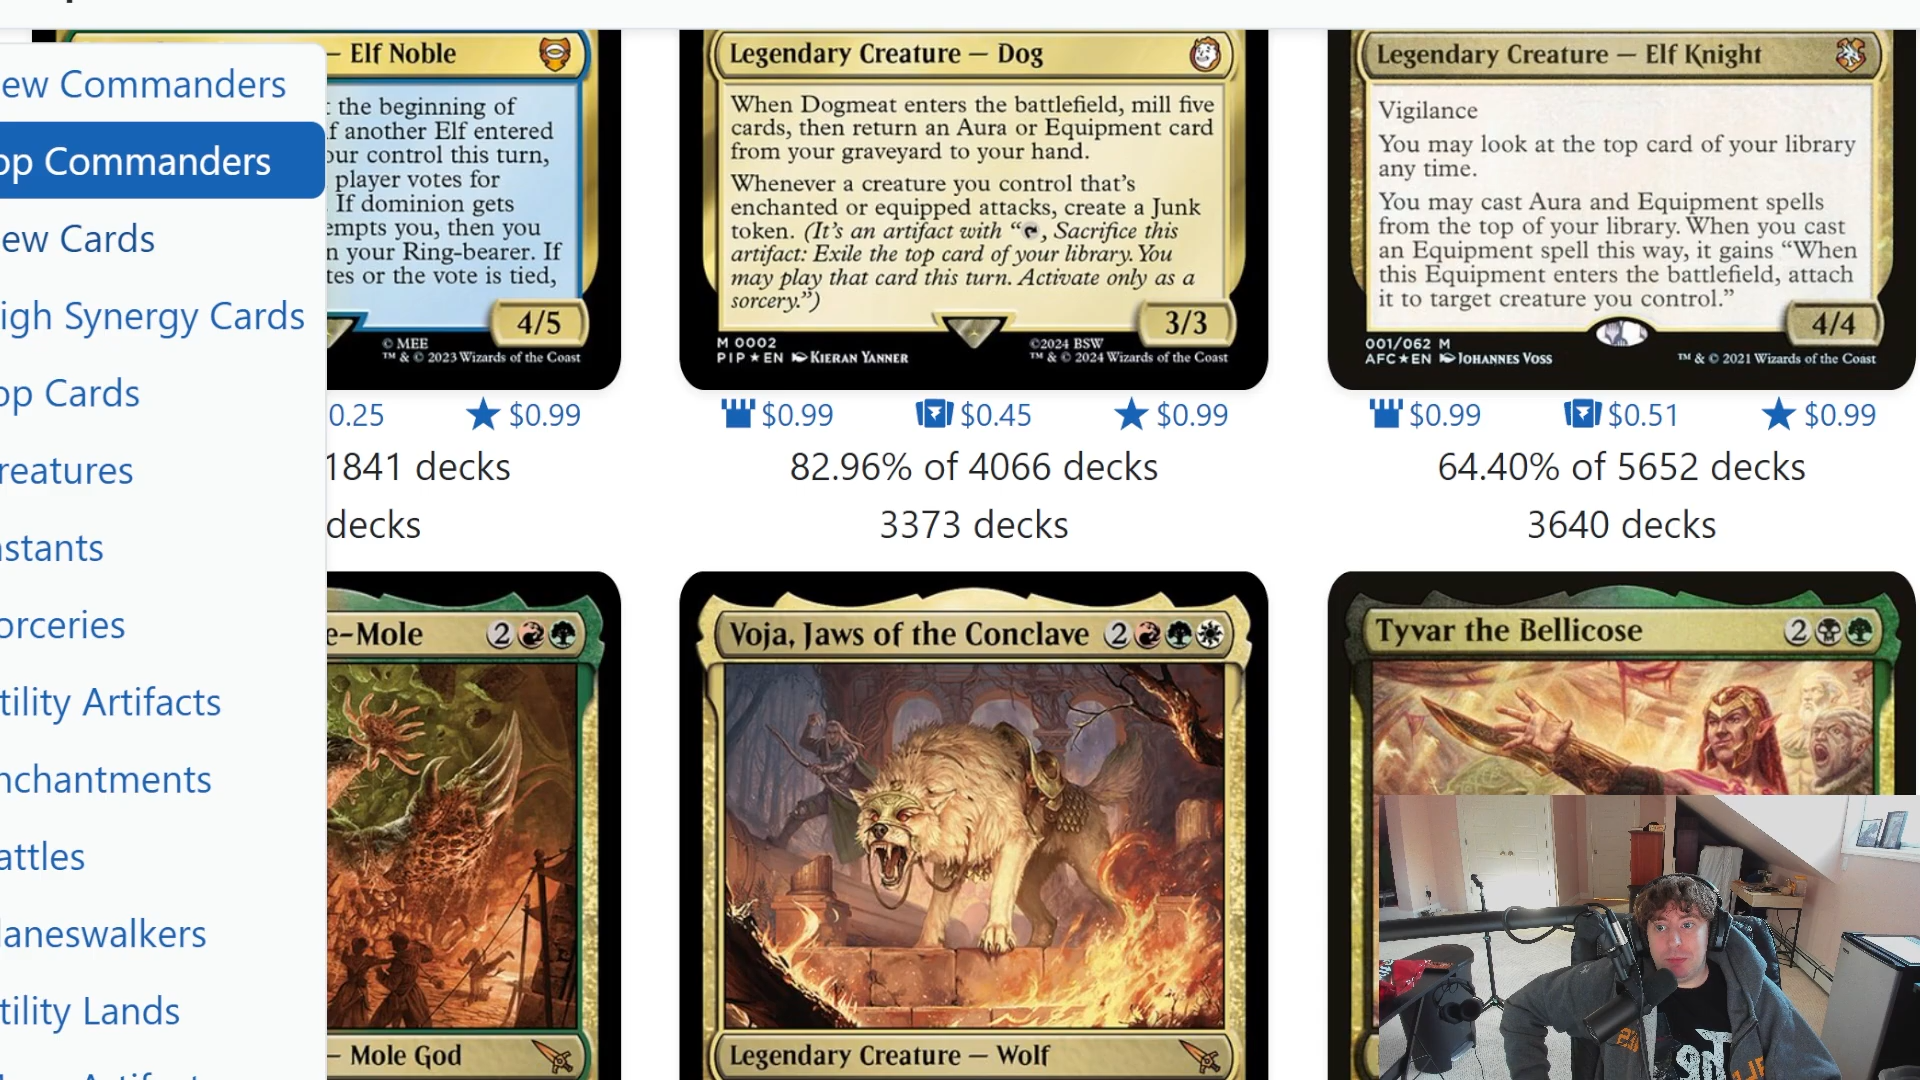 ew Commanders
op Commanders
ew Cards
igh Synergy Cards
op Cards
reatures
nstants
orceries
tility Artifacts
nchantments
attles
laneswalkers
tility Lands
— Elf Noble
t the beginning of
f another Elf entered
our control this turn,
player votes for
If dominion gets
empts you, then you
n your Ring-bearer. If
tes or the vote is tied,
4/5
© MEE
™ & © 2023 Wizards of the Coast
0.25 $0.99
1841 decks
decks
Legendary Creature — Dog
When Dogmeat enters the battlefield, mill five
cards, then return an Aura or Equipment card
from your graveyard to your hand.
Whenever a creature you control that's
enchanted or equipped attacks, create a Junk
token. (It's an artifact with “, Sacrifice this
artifact: Exile the top card of your library. You
may play that card this turn. Activate only as a
sorcery.”)
3/3
M 0002
PIP★EN KIERAN YANNER
©2024 BSW
™ & © 2024 Wizards of the Coast
$0.99 $0.45 $0.99
82.96% of 4066 decks
3373 decks
Legendary Creature — Elf Knight
Vigilance
You may look at the top card of your library
any time.
You may cast Aura and Equipment spells
from the top of your library. When you cast
an Equipment spell this way, it gains “When
this Equipment enters the battlefield, attach
it to target creature you control.”
4/4
001/062 M
AFC★EN JOHANNES VOSS
™ & © 2021 Wizards of the Coast
$0.99 $0.51 $0.99
64.40% of 5652 decks
3640 decks
e-Mole 2
— Mole God
Voja, Jaws of the Conclave 2
Legendary Creature — Wolf
Tyvar the Bellicose 2